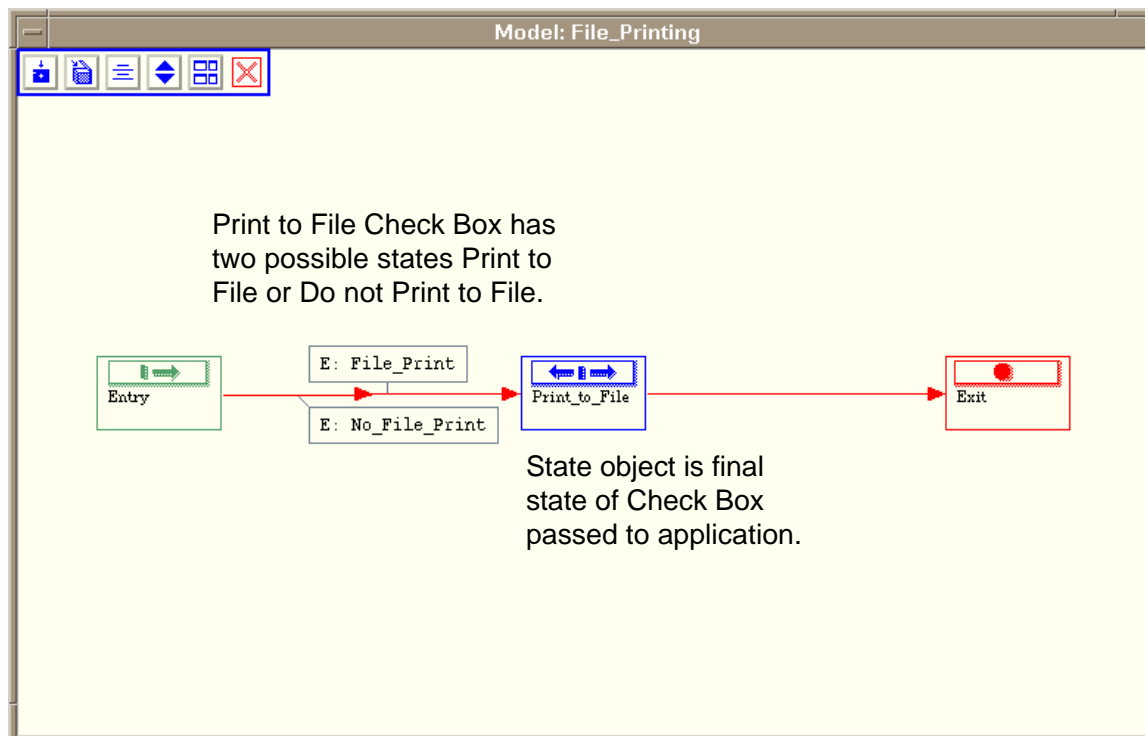 Model: File_Printing
Print to File Check Box has
two possible states Print to
File or Do not Print to File.
E: File_Print
Entry
Print_to_File
Exit
E: No_File_Print
State object is final
state of Check Box
passed to application.